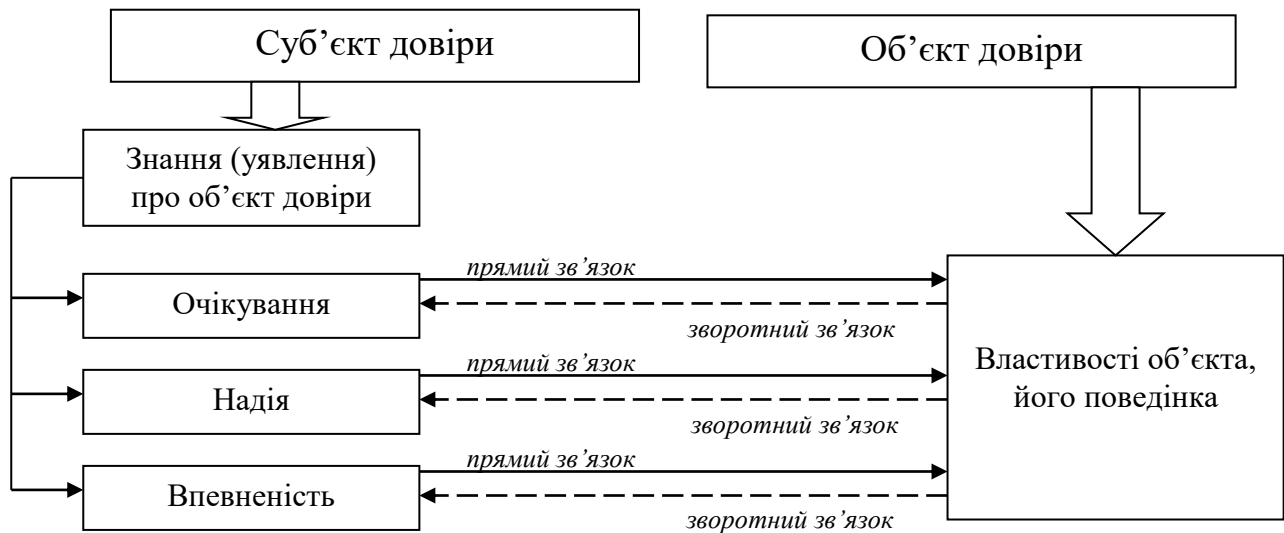 Суб’єкт довіри
Об’єкт довіри
Знання (уявлення)
про об’єкт довіри
прямий зв’язок
Очікування
зворотний зв’язок
Властивості об’єкта,
його поведінка
прямий зв’язок
Надія
зворотний зв’язок
прямий зв’язок
Впевненість
зворотний зв’язок